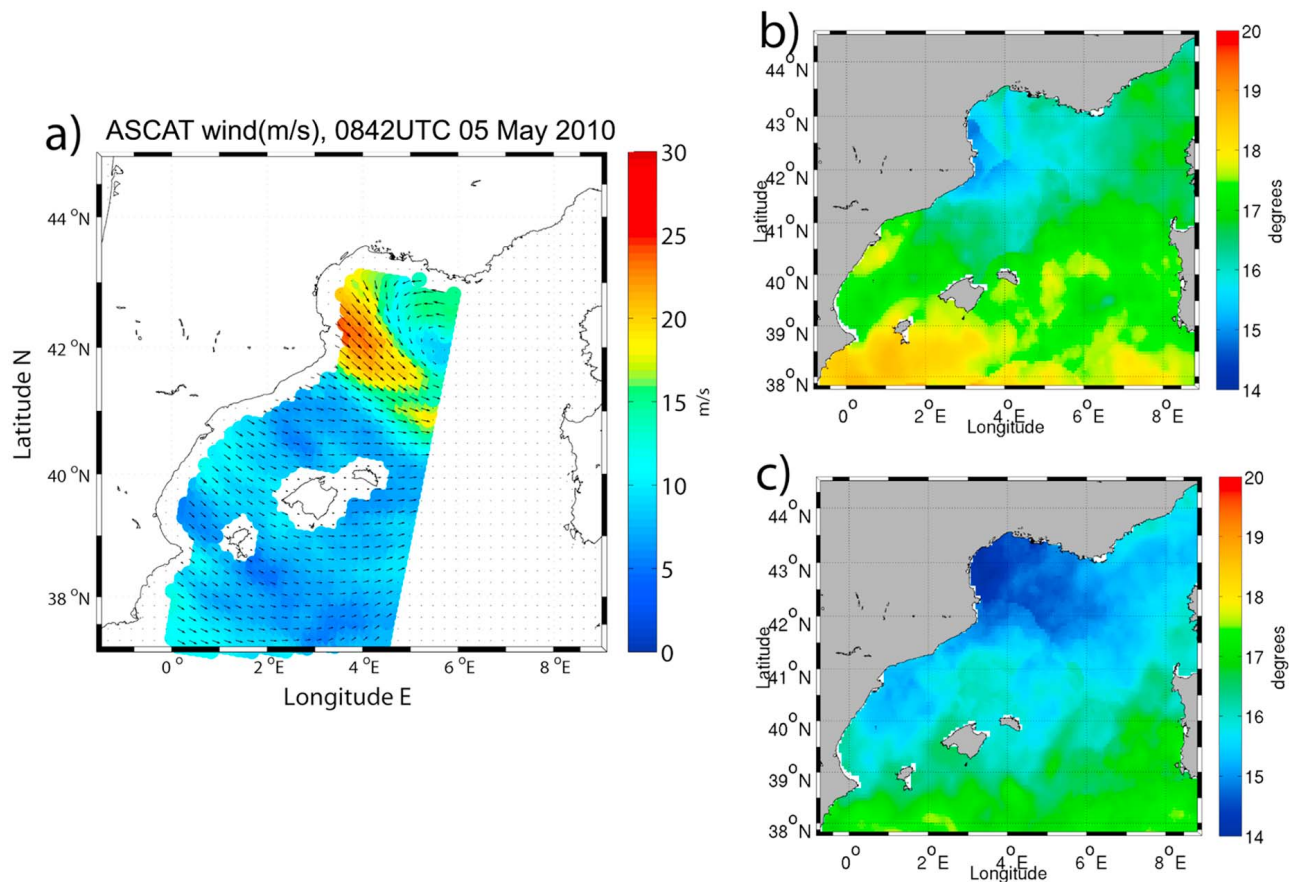 a) ASCAT wind(m/s), 0842UTC 05 May 2010
44 °N
42 °N
40 °N
38 °N
Latitude N
0°
2°E
4°E
6°E
8°E
Longitude E
30
25
20
15
10
5
0
m/s
b)
44°N
43°N
42°N
41°N
40°N
39°N
38°N
Latitude
0°
2°E
4°E
6°E
8°E
Longitude
20
19
18
17
16
15
14
degrees
c)
44°N
43°N
42°N
41°N
40°N
39°N
38°N
Latitude
0°
2°E
4°E
6°E
8°E
Longitude
20
19
18
17
16
15
14
degrees